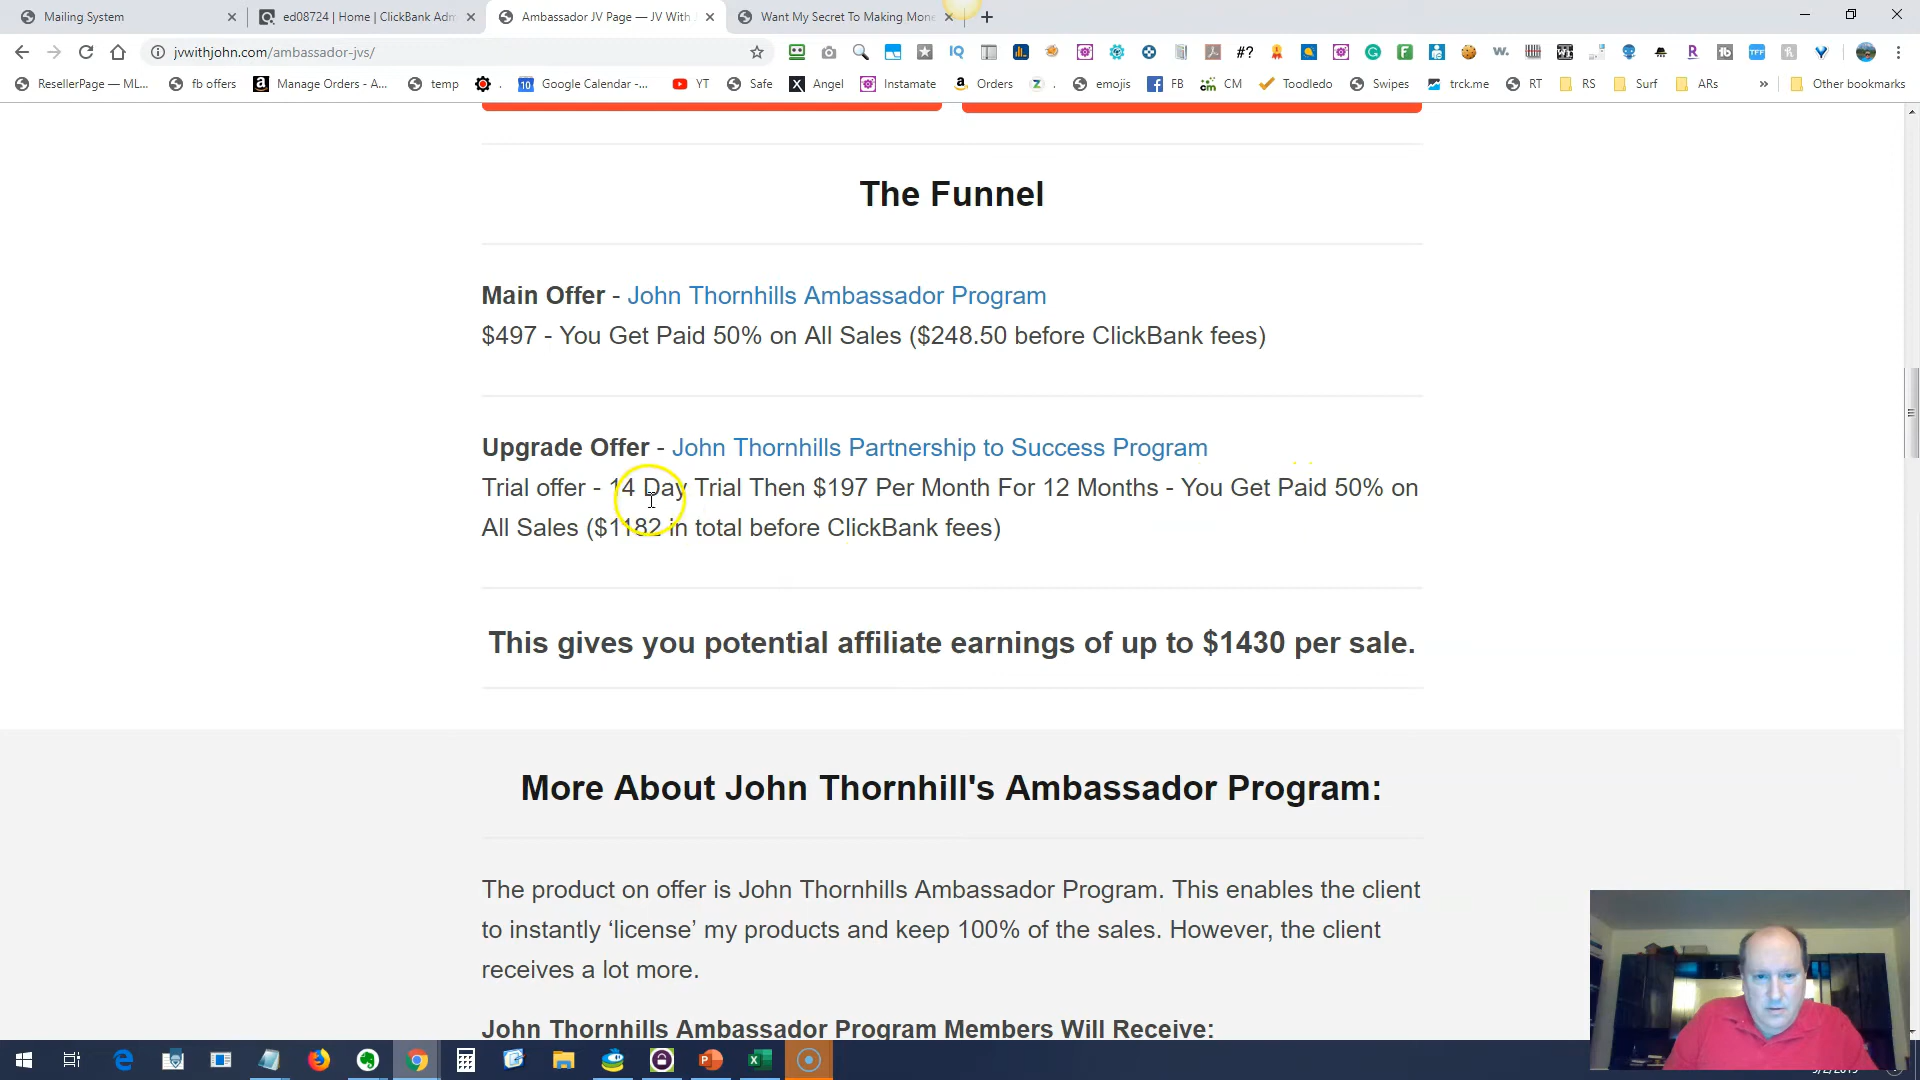 Mailing System
ed08724 | Home | ClickBank Adm
Ambassador JV Page — JV With J
Want My Secret To Making Mone
jvwithjohn.com/ambassador-jvs/
ResellerPage — ML...
fb offers
Manage Orders - A...
temp
.
Google Calendar -...
YT
Safe
Angel
Instamate
Orders
.
emojis
FB
CM
Toodledo
Swipes
trck.me
RT
RS
Surf
ARs
»
Other bookmarks
The Funnel
Main Offer - John Thornhills Ambassador Program
$497 - You Get Paid 50% on All Sales ($248.50 before ClickBank fees)
Upgrade Offer - John Thornhills Partnership to Success Program
Trial offer - 14 Day Trial Then $197 Per Month For 12 Months - You Get Paid 50% on
All Sales ($1182 in total before ClickBank fees)
This gives you potential affiliate earnings of up to $1430 per sale.
More About John Thornhill's Ambassador Program:
The product on offer is John Thornhills Ambassador Program. This enables the client
to instantly ‘license’ my products and keep 100% of the sales. However, the client
receives a lot more.
John Thornhills Ambassador Program Members Will Receive: